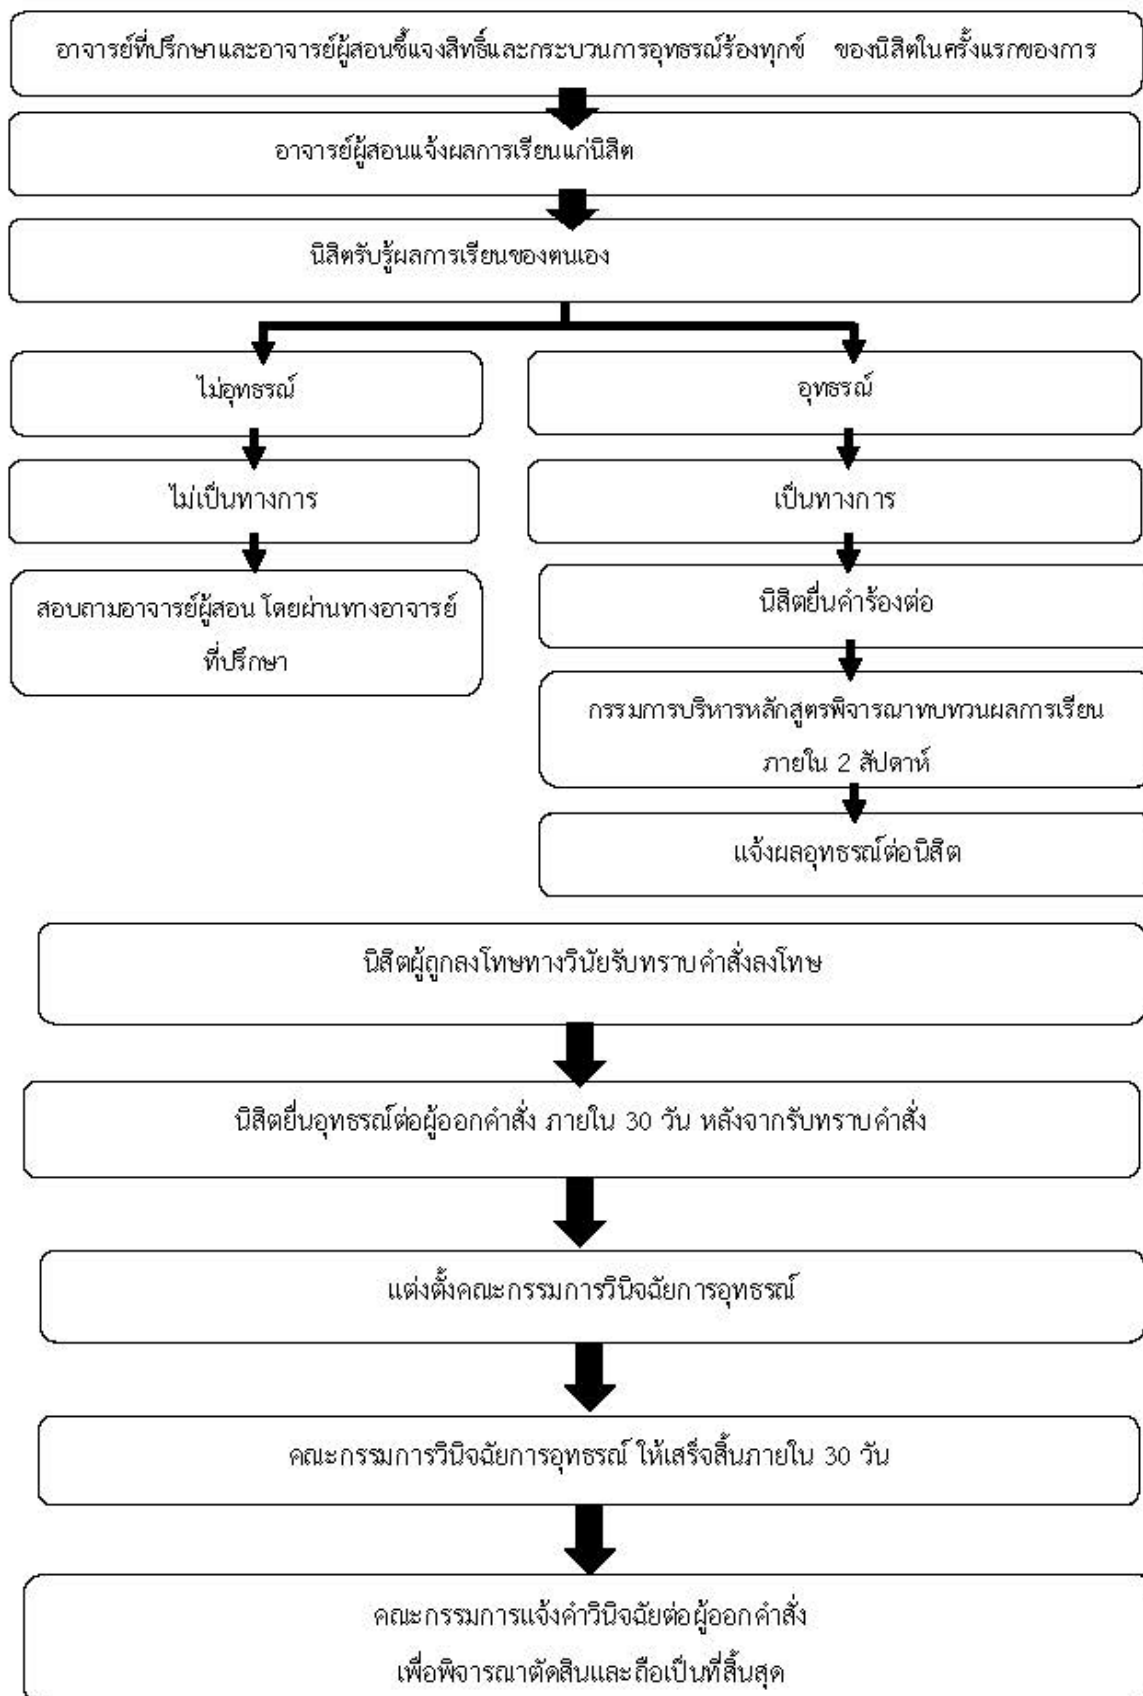 อาจารย์ที่ปรึกษาและอาจารย์ผู้สอนชี้แจงสิทธิ์และกระบวนการอุทธรณ์ร้องทุกข์ ของนิสิตในครั้งแรกของการ
อาจารย์ผู้สอนแจ้งผลการเรียนแก่นิสิต
นิสิตรับรู้ผลการเรียนของตนเอง
ไม่อุทธรณ์
ไม่เป็นทางการ
สอบถามอาจารย์ผู้สอน โดยผ่านทางอาจารย์
ที่ปรึกษา
อุทธรณ์
เป็นทางการ
นิสิตยื่นคำร้องต่อ
กรรมการบริหารหลักสูตรพิจารณาทบทวนผลการเรียน
ภายใน 2 สัปดาห์
แจ้งผลอุทธรณ์ต่อนิสิต
นิสิตผู้ถูกลงโทษทางวินัยรับทราบคำสั่งลงโทษ
นิสิตยื่นอุทธรณ์ต่อผู้ออกคำสั่ง ภายใน 30 วัน หลังจากรับทราบคำสั่ง
แต่งตั้งคณะกรรมการวินิจฉัยการอุทธรณ์
คณะกรรมการวินิจฉัยการอุทธรณ์ ให้เสร็จสิ้นภายใน 30 วัน
คณะกรรมการแจ้งคำวินิจฉัยต่อผู้ออกคำสั่ง
เพื่อพิจารณาตัดสินและถือเป็นที่สิ้นสุด